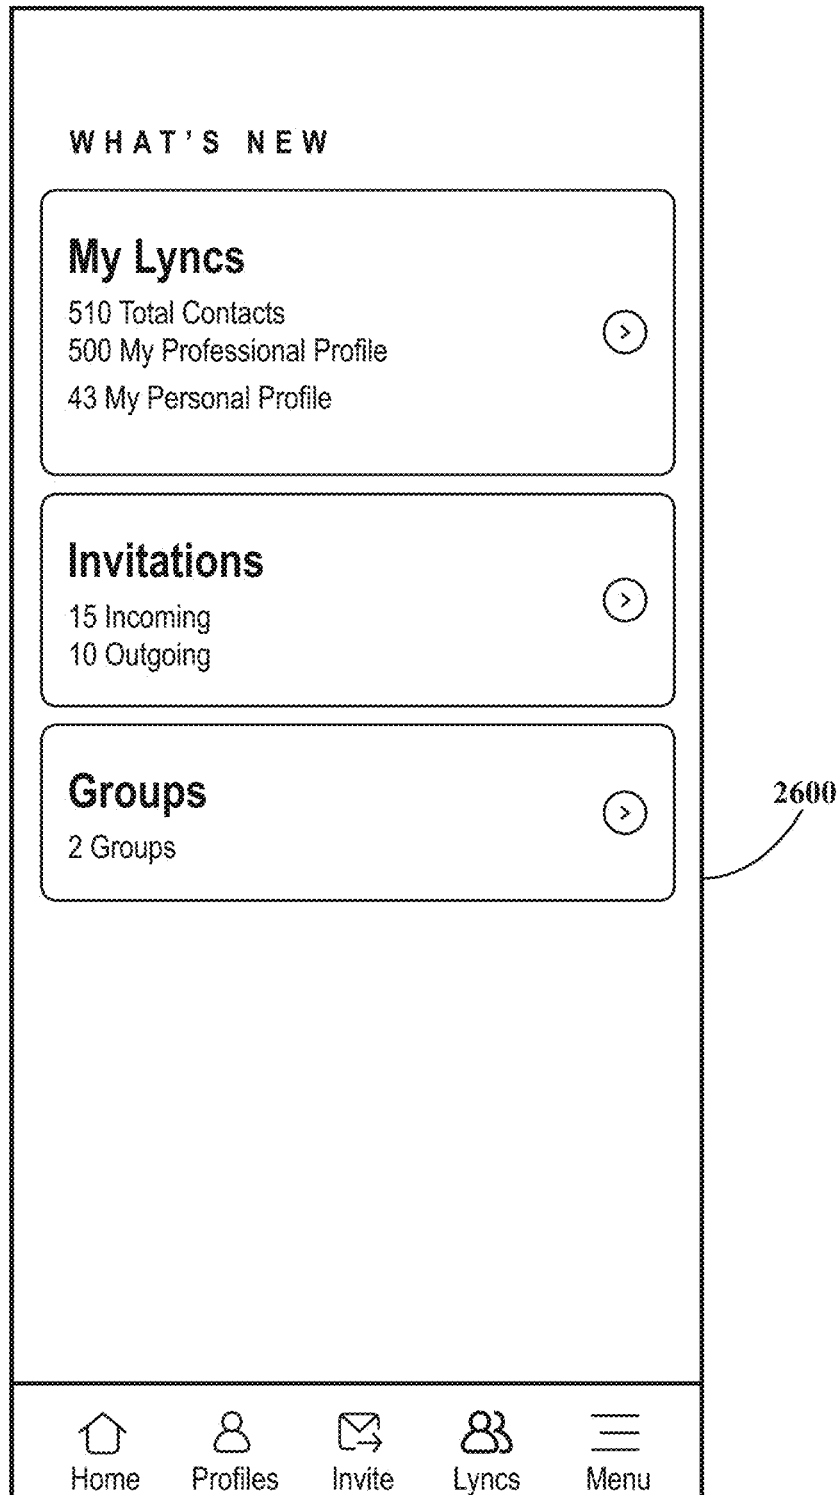 WHAT'S NEW
My Lyncs
510 Total Contacts
500 My Professional Profile
43 My Personal Profile
Invitations
15 Incoming
10 Outgoing
Groups
2 Groups
2600
Home Profiles Invite Lyncs Menu